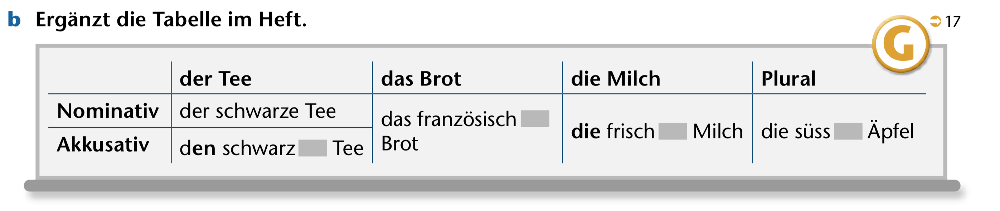 b Ergänzt die Tabelle im Heft.
G
17
der Tee das Brot die Milch Plural
Nominativ der schwarze Tee
das französisch
Brot
die frisch Milch
die süss Äpfel
Akkusativ den schwarz Tee